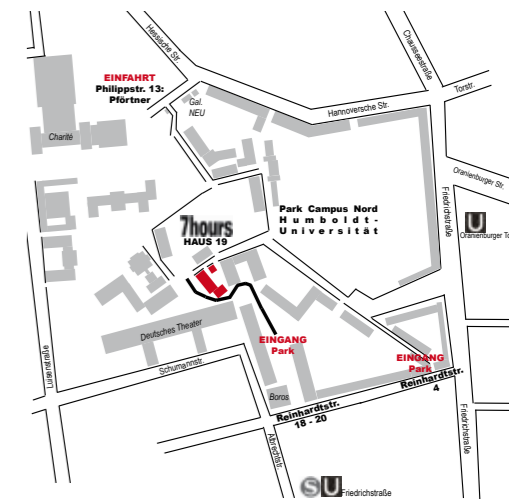 Hessische Str.
Chausseestraße
EINFAHRT
Philippstr. 13:
Pförtner
Torstr.
Gal.
NEU
Hannoversche Str.
Charité
Oranienburger Str.
Friedrichstraße
Park Campus Nord
Humboldt-
Universität
7hours
HAUS 19
U
Oranienburger To
Deutsches Theater
EINGANG
Park
Schumannstr.
EINGANG
Park
Luisenstraße
Reinhardtstr.
4
Boros
Reinhardtstr.
18 - 20
Friedrichstraße
Albrechtstr.
S U Friedrichstraße